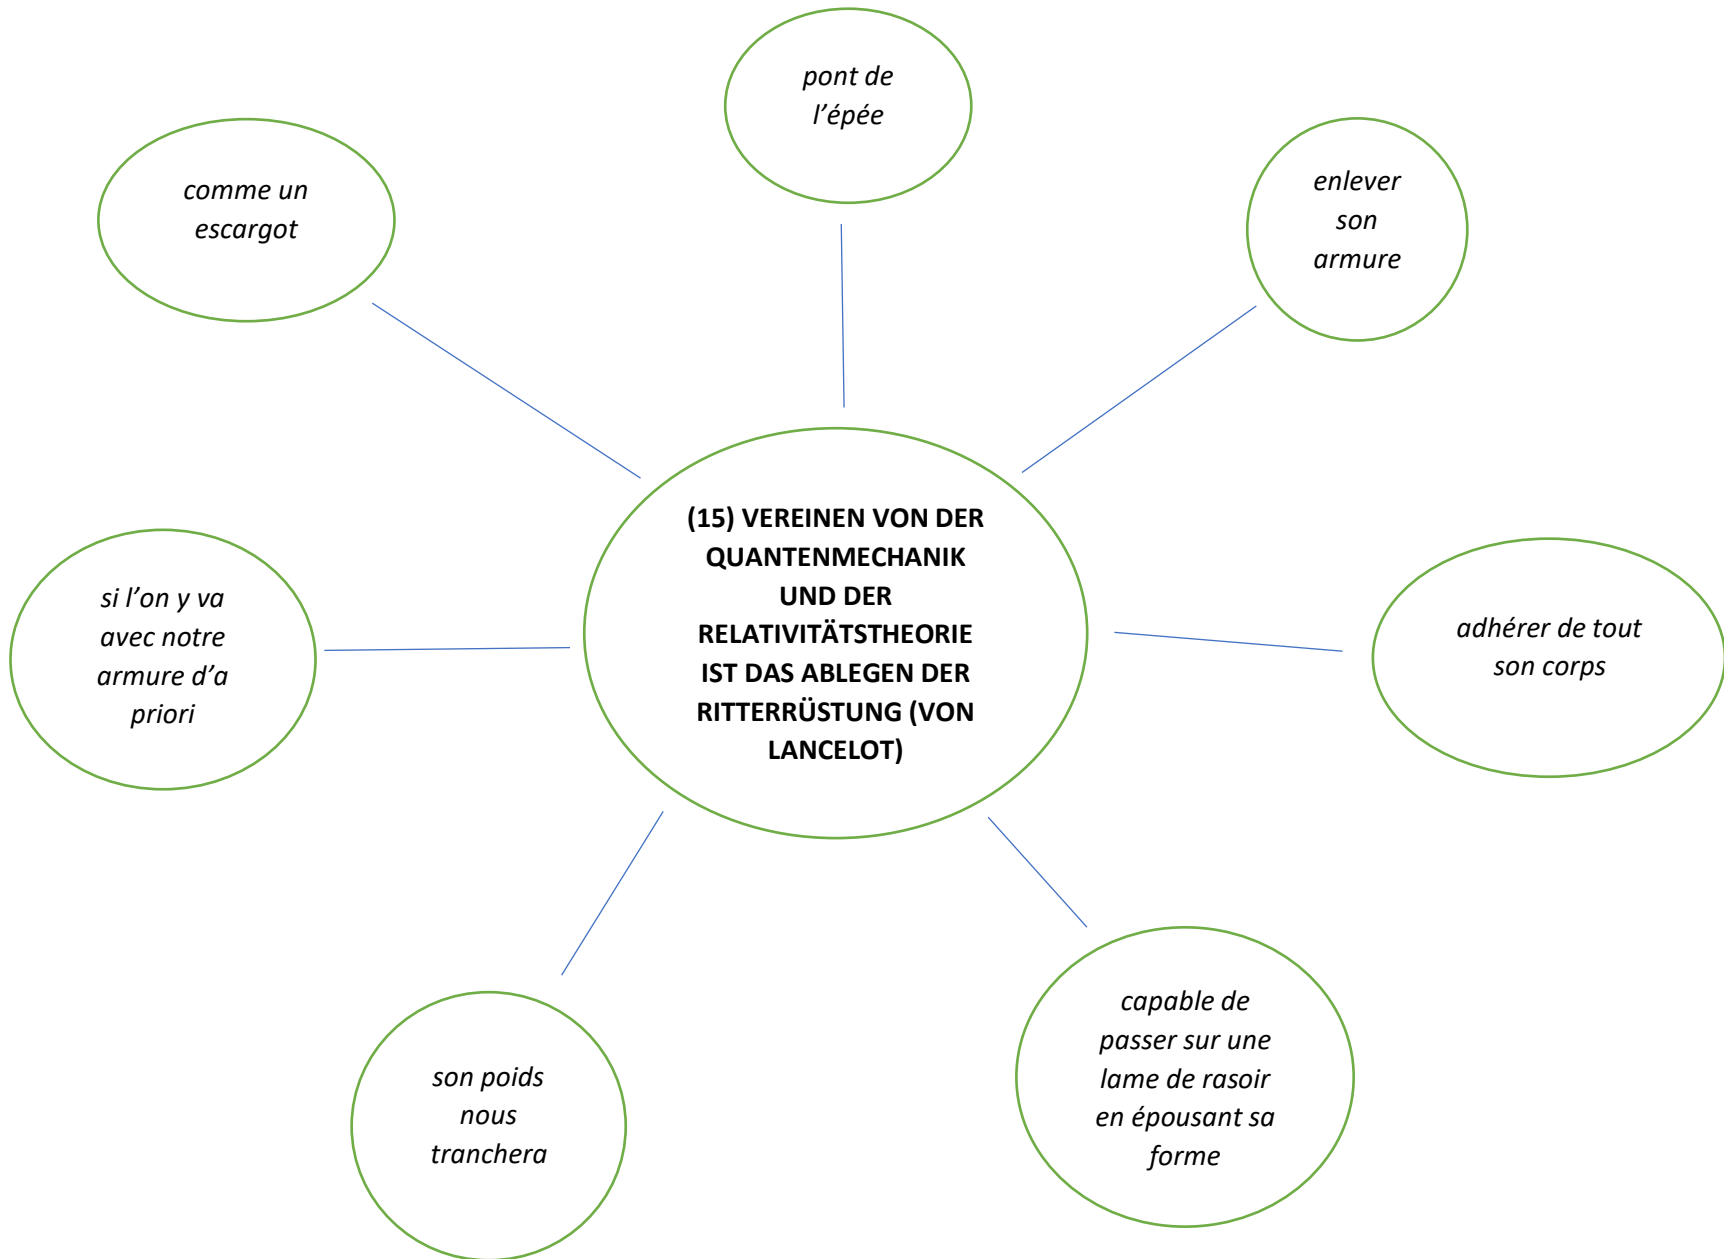 pont de
l’épée
comme un
escargot
enlever
son
armure
(15) VEREINEN VON DER
QUANTENMECHANIK
UND DER
RELATIVITÄTSTHEORIE
IST DAS ABLEGEN DER
RITTERRÜSTUNG (VON
LANCELOT)
si l’on y va
avec notre
armure d’a
priori
adhérer de tout
son corps
son poids
nous
tranchera
capable de
passer sur une
lame de rasoir
en épousant sa
forme